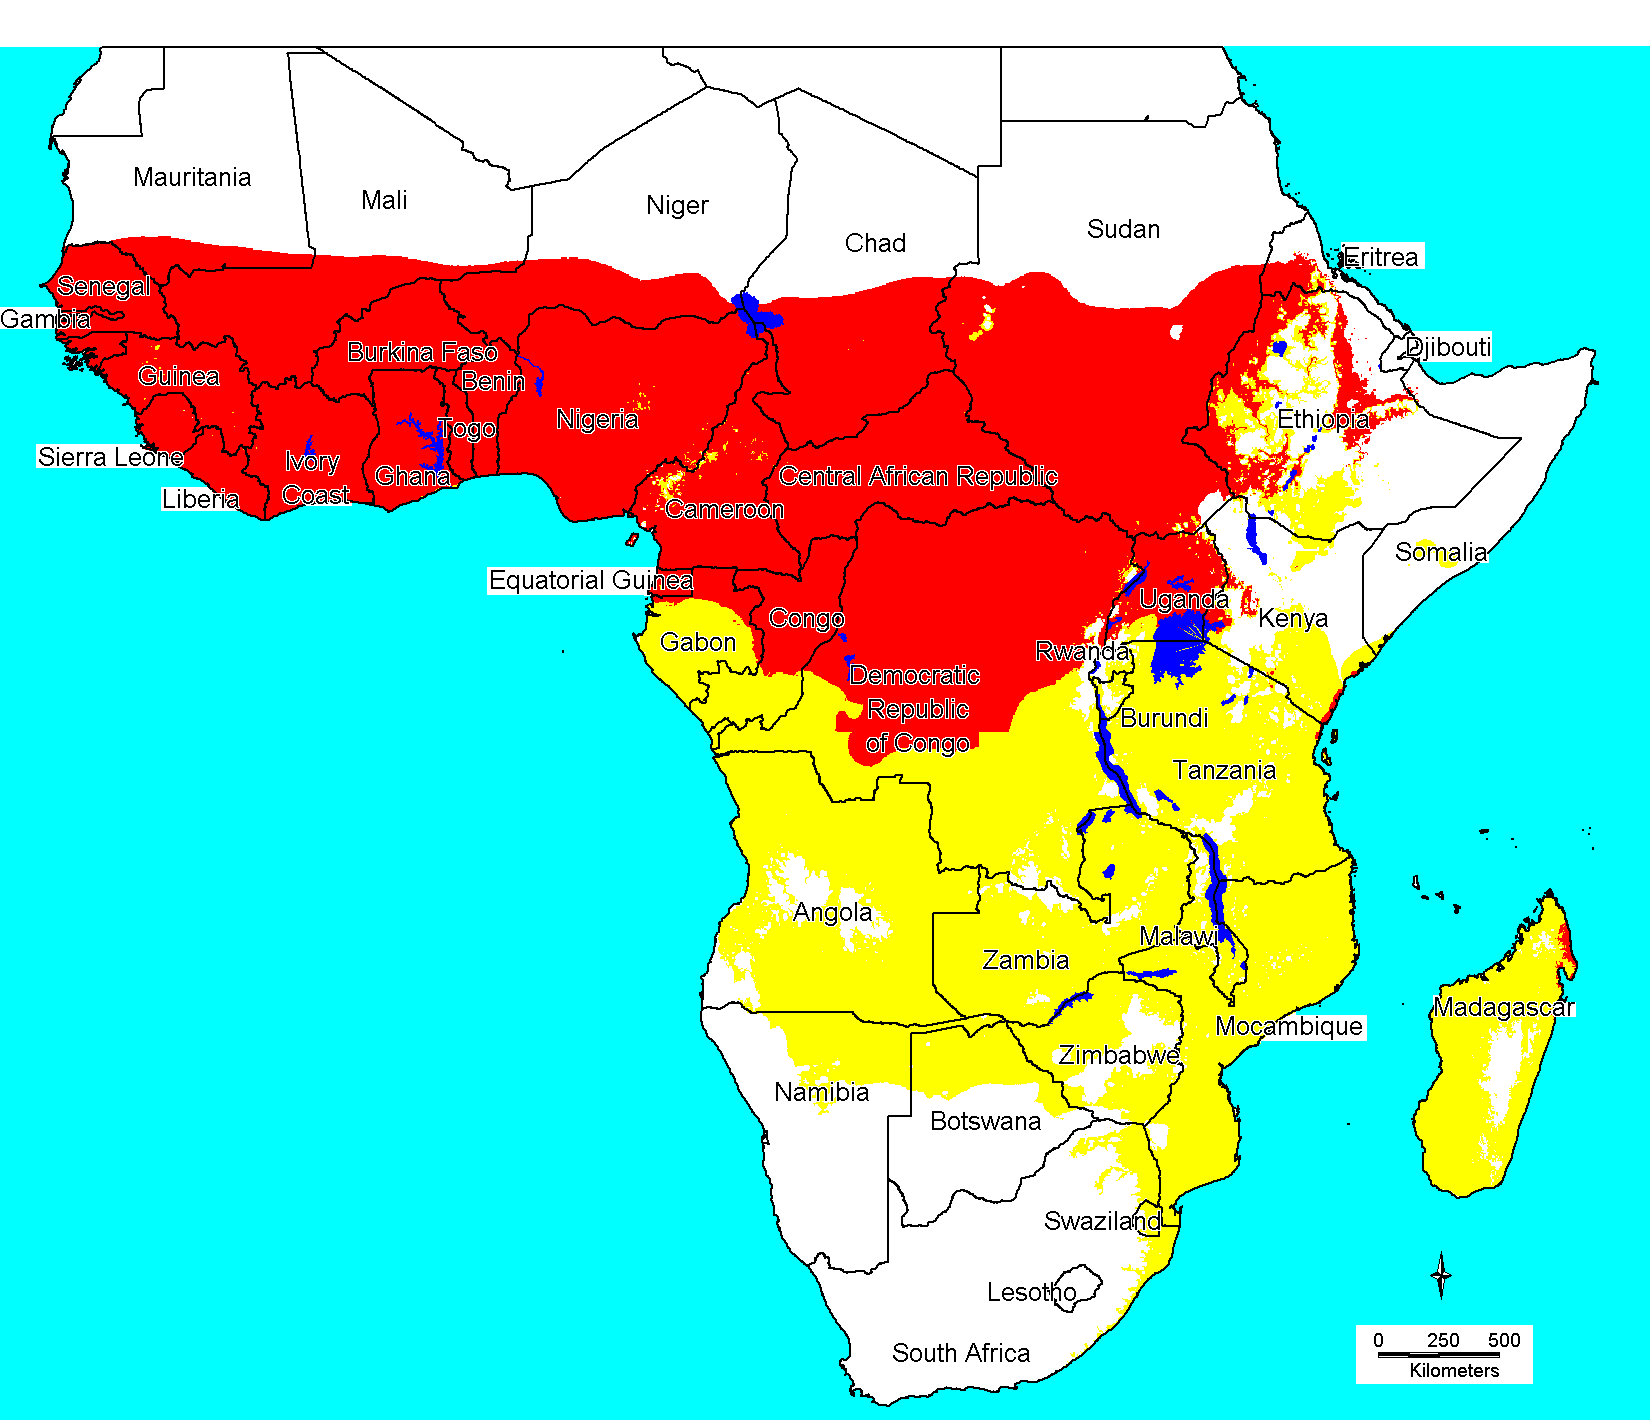 Mauritania
Mali
Niger
Chad
Sudan
Eritrea
Senegal
Gambia
Djibouti
Burkina Faso
Guinea
Benin
Nigeria
Ethiopia
Togo
Sierra Leone
Ivory
Coast
Ghana
Central African Republic
Liberia
Cameroon
Somalia
Equatorial Guinea
Uganda
Congo
Kenya
Gabon
Rwanda
Democratic
Republic
of Congo
Burundi
Tanzania
Angola
Malawi
Zambia
Madagascar
Mocambique
Zimbabwe
Namibia
Botswana
Swaziland
Lesotho
South Africa
0 250 500
Kilometers